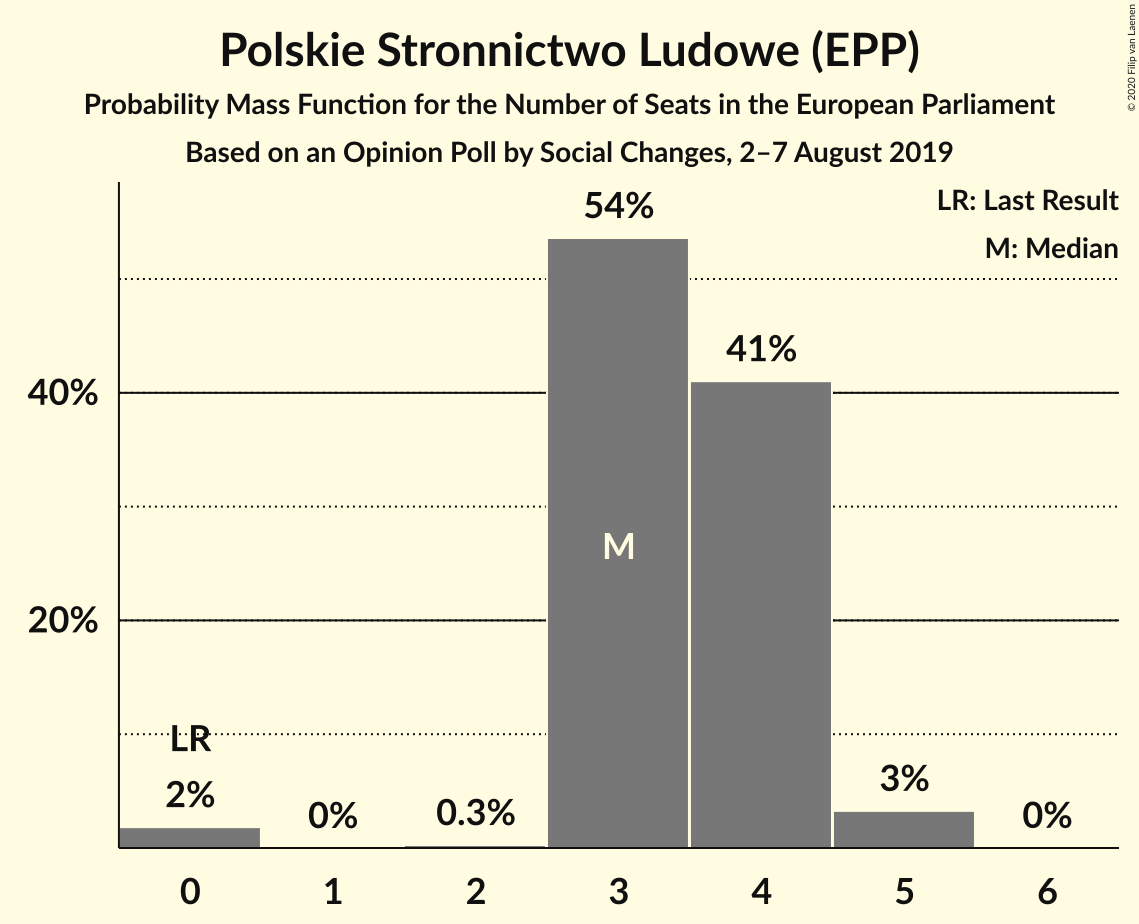 Polskie Stronnictwo Ludowe (EPP)
Probability Mass Function for the Number of Seats in the European Parliament
Based on an Opinion Poll by Social Changes, 2–7 August 2019
© 2020 Filip van Laenen
LR: Last Result
M: Median
54%
41%
40%
M
20%
LR
2%
0%
0.3%
3%
0%
0 1 2 3 4 5 6